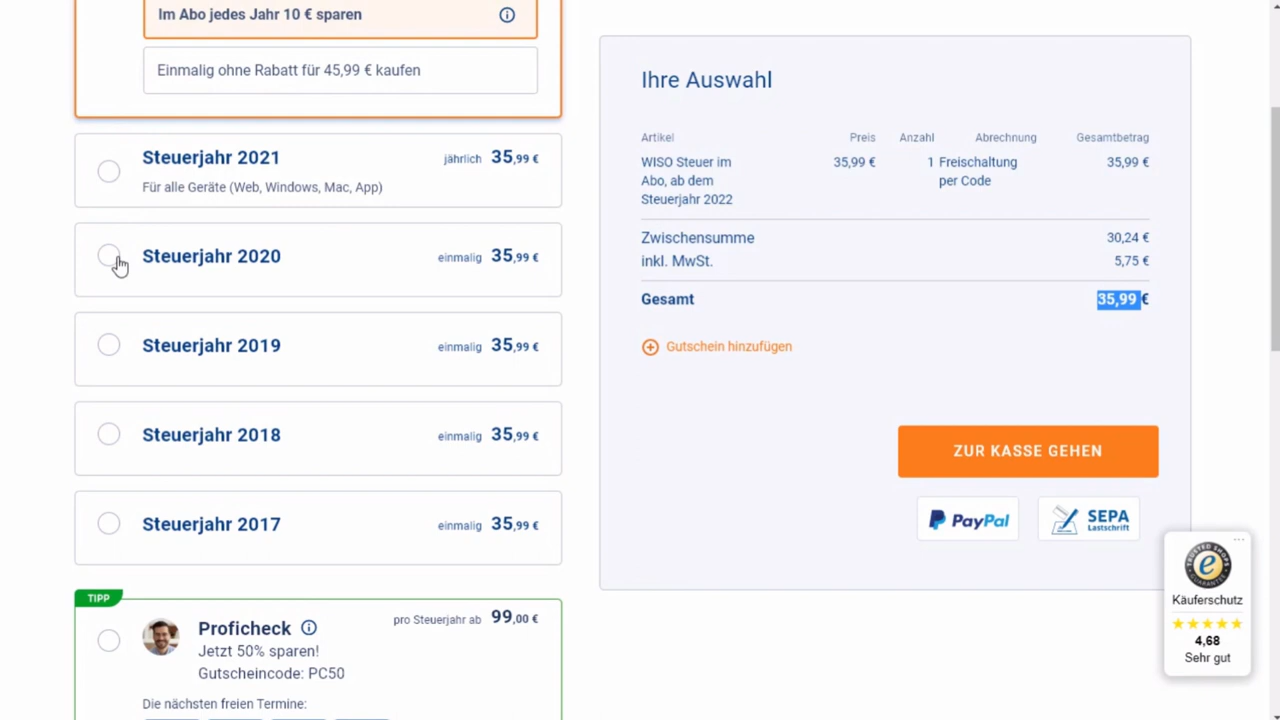 Im Abo jedes Jahr 10 € sparen
Einmalig ohne Rabatt für 45,99 € kaufen
Steuerjahr 2021 jährlich 35,99 €
Für alle Geräte (Web, Windows, Mac, App)
Steuerjahr 2020 einmalig 35,99 €
Steuerjahr 2019 einmalig 35,99 €
Steuerjahr 2018 einmalig 35,99 €
Steuerjahr 2017 einmalig 35,99 €
TIPP
Proficheck pro Steuerjahr ab 99,00 €
Jetzt 50% sparen!
Gutscheincode: PC50
Die nächsten freien Termine:
Ihre Auswahl
Artikel Preis Anzahl Abrechnung Gesamtbetrag
WISO Steuer im 35,99 € 1 Freischaltung 35,99 €
Abo, ab dem per Code
Steuerjahr 2022
Zwischensumme 30,24 €
inkl. MwSt. 5,75 €
Gesamt 35,99 €
Gutschein hinzufügen
ZUR KASSE GEHEN
PayPal
SEPA
Lastschrift
TRUSTED SHOPS
GUARANTEE
Käuferschutz
4,68
Sehr gut